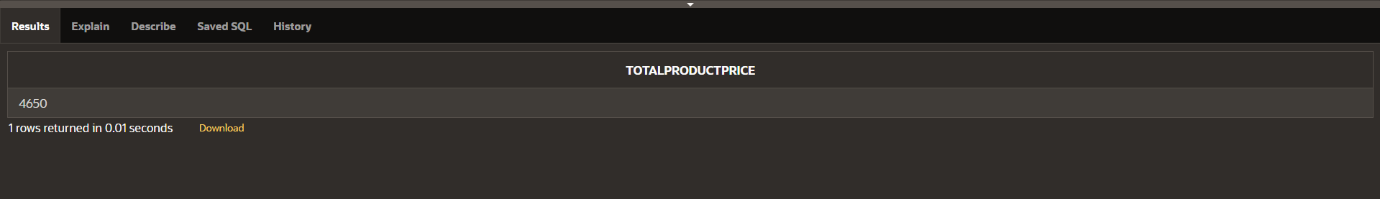 Results Explain Describe Saved SQL History
TOTALPRODUCTPRICE
4650
1 rows returned in 0.01 seconds Download